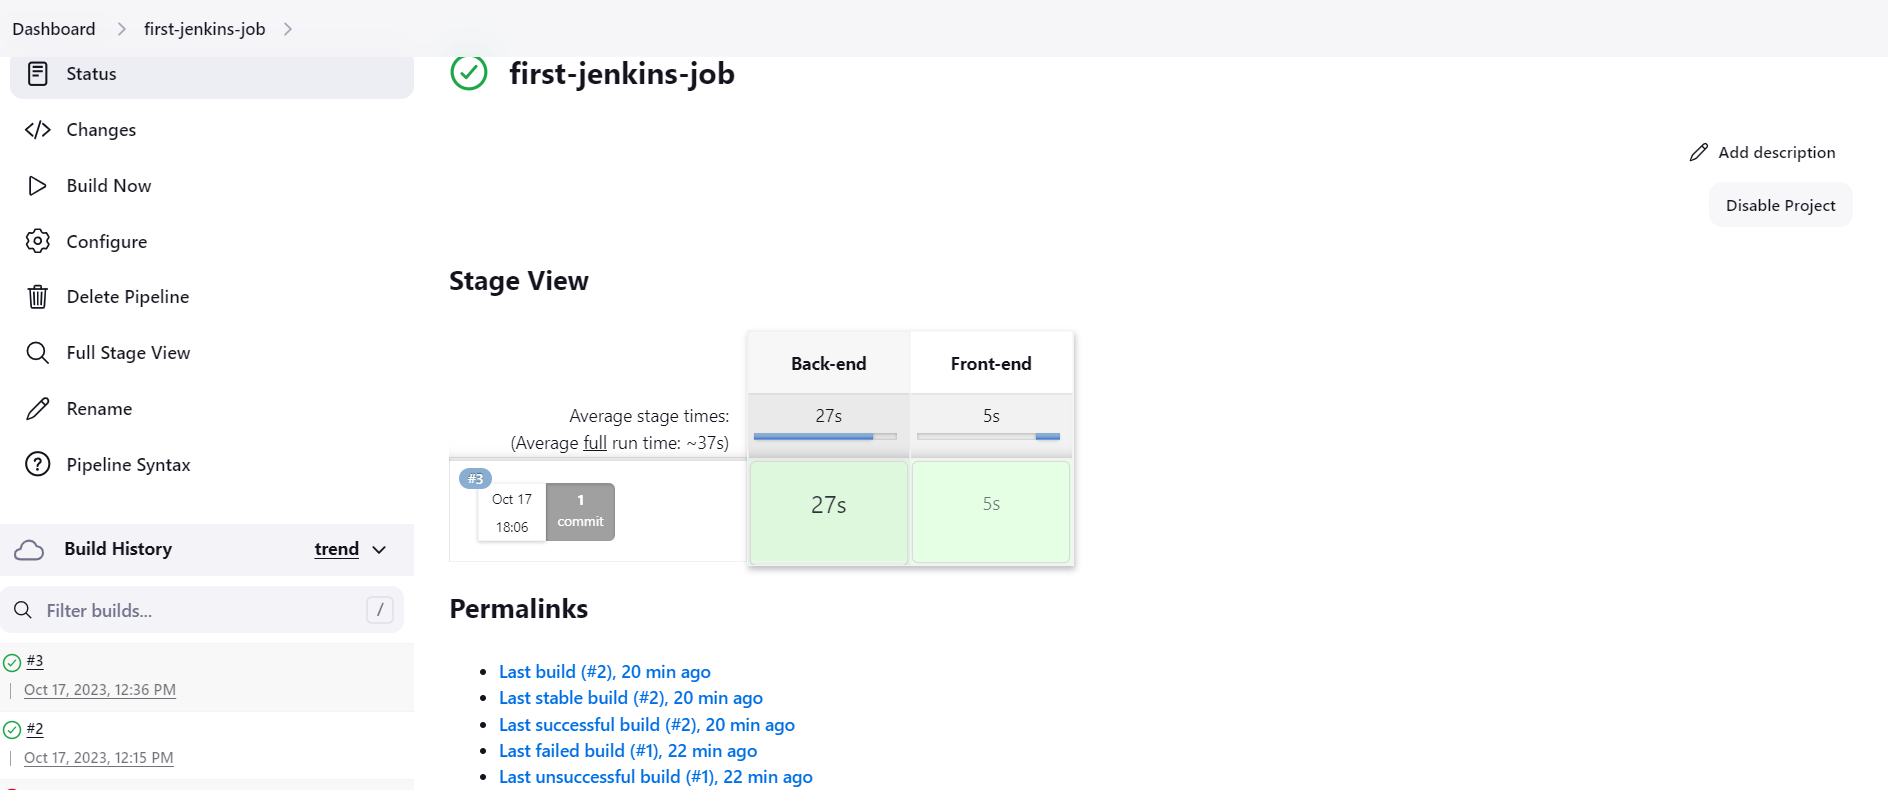 Dashboard
first-jenkins-job
Status
Changes
Build Now
Configure
Delete Pipeline
Full Stage View
Rename
Pipeline Syntax
Build History
trend
Filter builds...
/
#3
Oct 17, 2023, 12:36 PM
#2
Oct 17, 2023, 12:15 PM
first-jenkins-job
Add description
Disable Project
Stage View
Back-end
Front-end
Average stage times:
27s
5s
(Average full run time: ~37s)
#3
Oct 17
18:06
1
commit
27s
5s
Permalinks
Last build (#2), 20 min ago
Last stable build (#2), 20 min ago
Last successful build (#2), 20 min ago
Last failed build (#1), 22 min ago
Last unsuccessful build (#1), 22 min ago